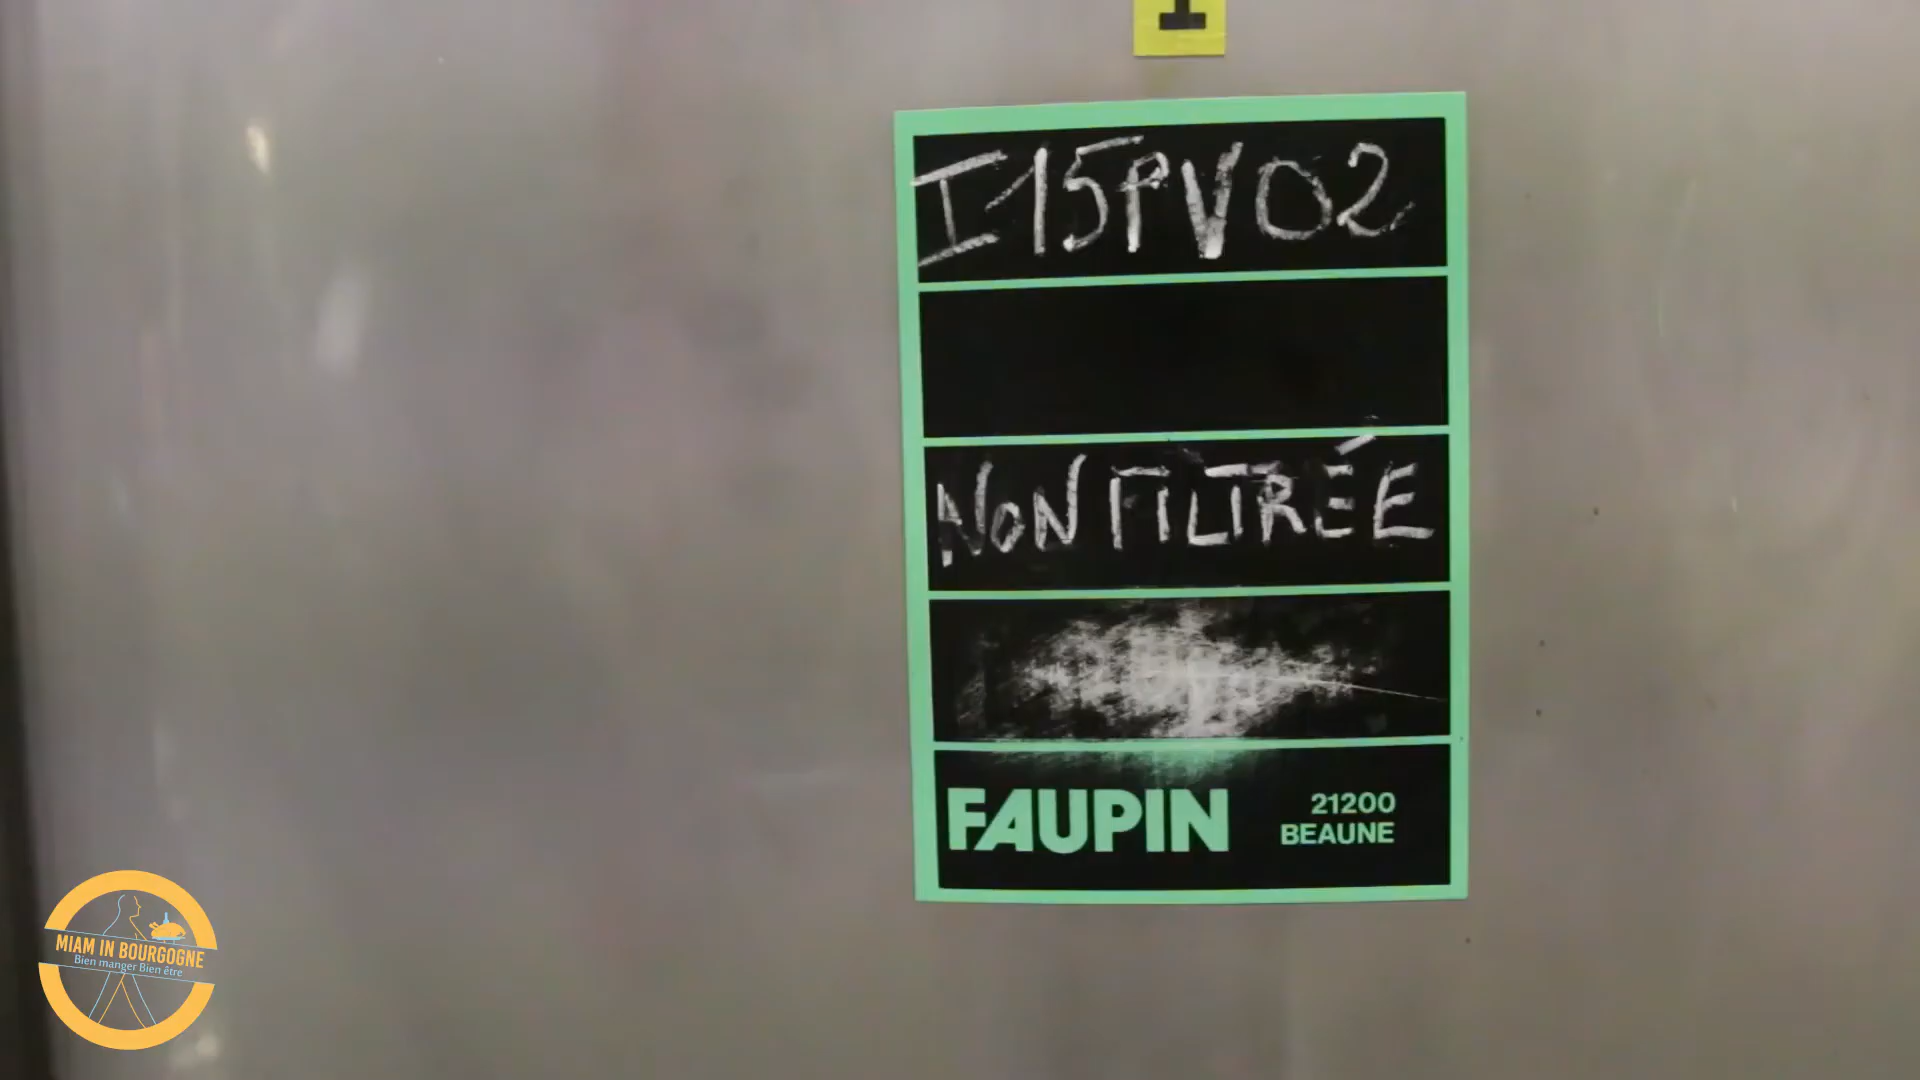 I15PV02
NON FILTRÉE
FAUPIN
21200
BEAUNE
MIAM IN BOURGOGNE
Bien manger Bien être